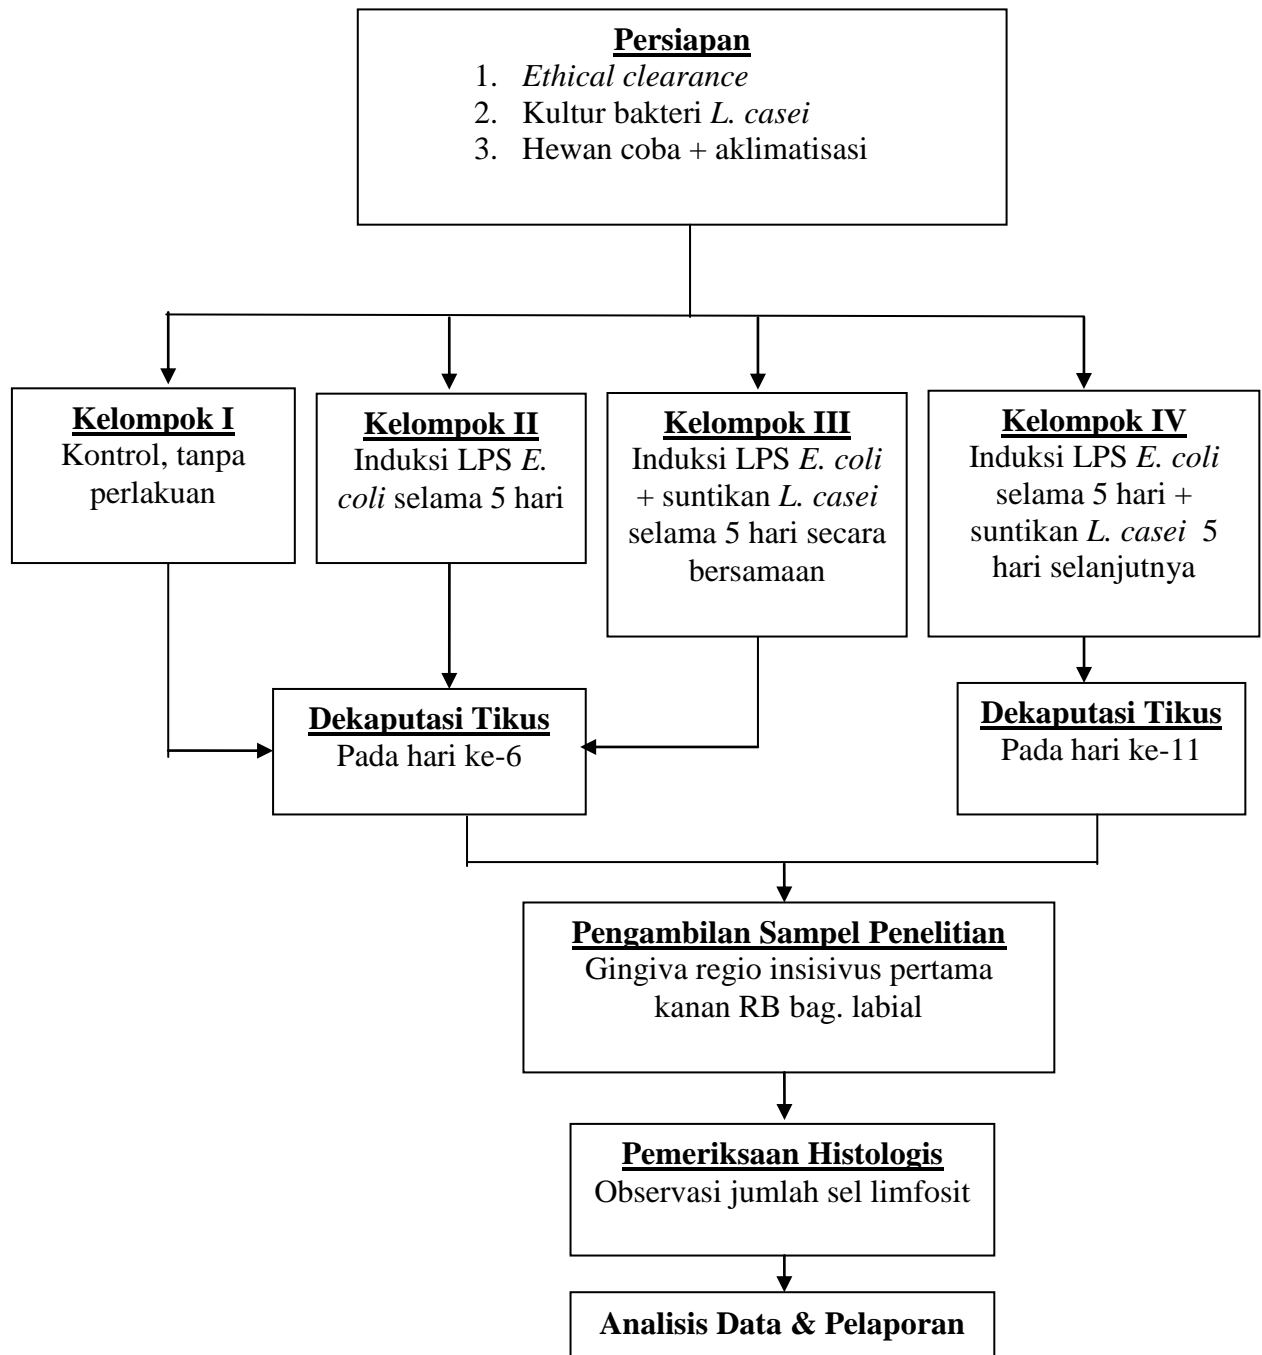 Persiapan
1. Ethical clearance
2. Kultur bakteri L. casei
3. Hewan coba + aklimatisasi
Kelompok I
Kontrol, tanpa
perlakuan
Kelompok II
Induksi LPS E.
coli selama 5 hari
Kelompok III
Induksi LPS E. coli
+ suntikan L. casei
selama 5 hari secara
bersamaan
Kelompok IV
Induksi LPS E. coli
selama 5 hari +
suntikan L. casei 5
hari selanjutnya
Dekaputasi Tikus
Pada hari ke-6
Dekaputasi Tikus
Pada hari ke-11
Pengambilan Sampel Penelitian
Gingiva regio insisivus pertama
kanan RB bag. labial
Pemeriksaan Histologis
Observasi jumlah sel limfosit
Analisis Data & Pelaporan